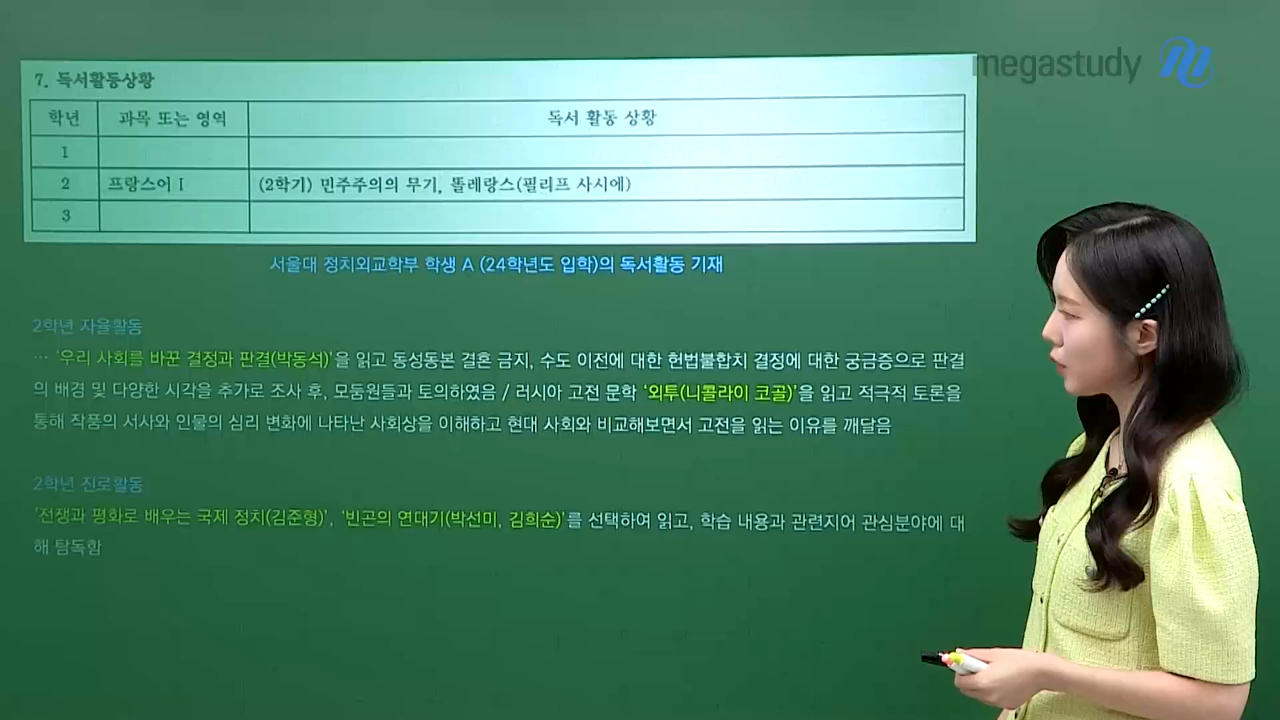 megastudy
7. 독서활동상황
학년 과목 또는 영역 독서 활동 상황
1
2 프랑스어 I (2학기) 민주주의의 무기, 똘레랑스(필리프 사시에)
3
서울대 정치외교학부 학생 A (24학년도 입학)의 독서활동 기재
2학년 자율활동
… ‘우리 사회를 바꾼 결정과 판결(박동석)’을 읽고 동성동본 결혼 금지, 수도 이전에 대한 헌법불합치 결정에 대한 궁금증으로 판결
의 배경 및 다양한 시각을 추가로 조사 후, 모둠원들과 토의하였음 / 러시아 고전 문학 ‘외투(니콜라이 코골)’을 읽고 적극적 토론을
통해 작품의 서사와 인물의 심리 변화에 나타난 사회상을 이해하고 현대 사회와 비교해보면서 고전을 읽는 이유를 깨달음
2학년 진로활동
‘전쟁과 평화로 배우는 국제 정치(김준형)’, ‘빈곤의 연대기(박선미, 김희순)’를 선택하여 읽고, 학습 내용과 관련지어 관심분야에 대
해 탐독함